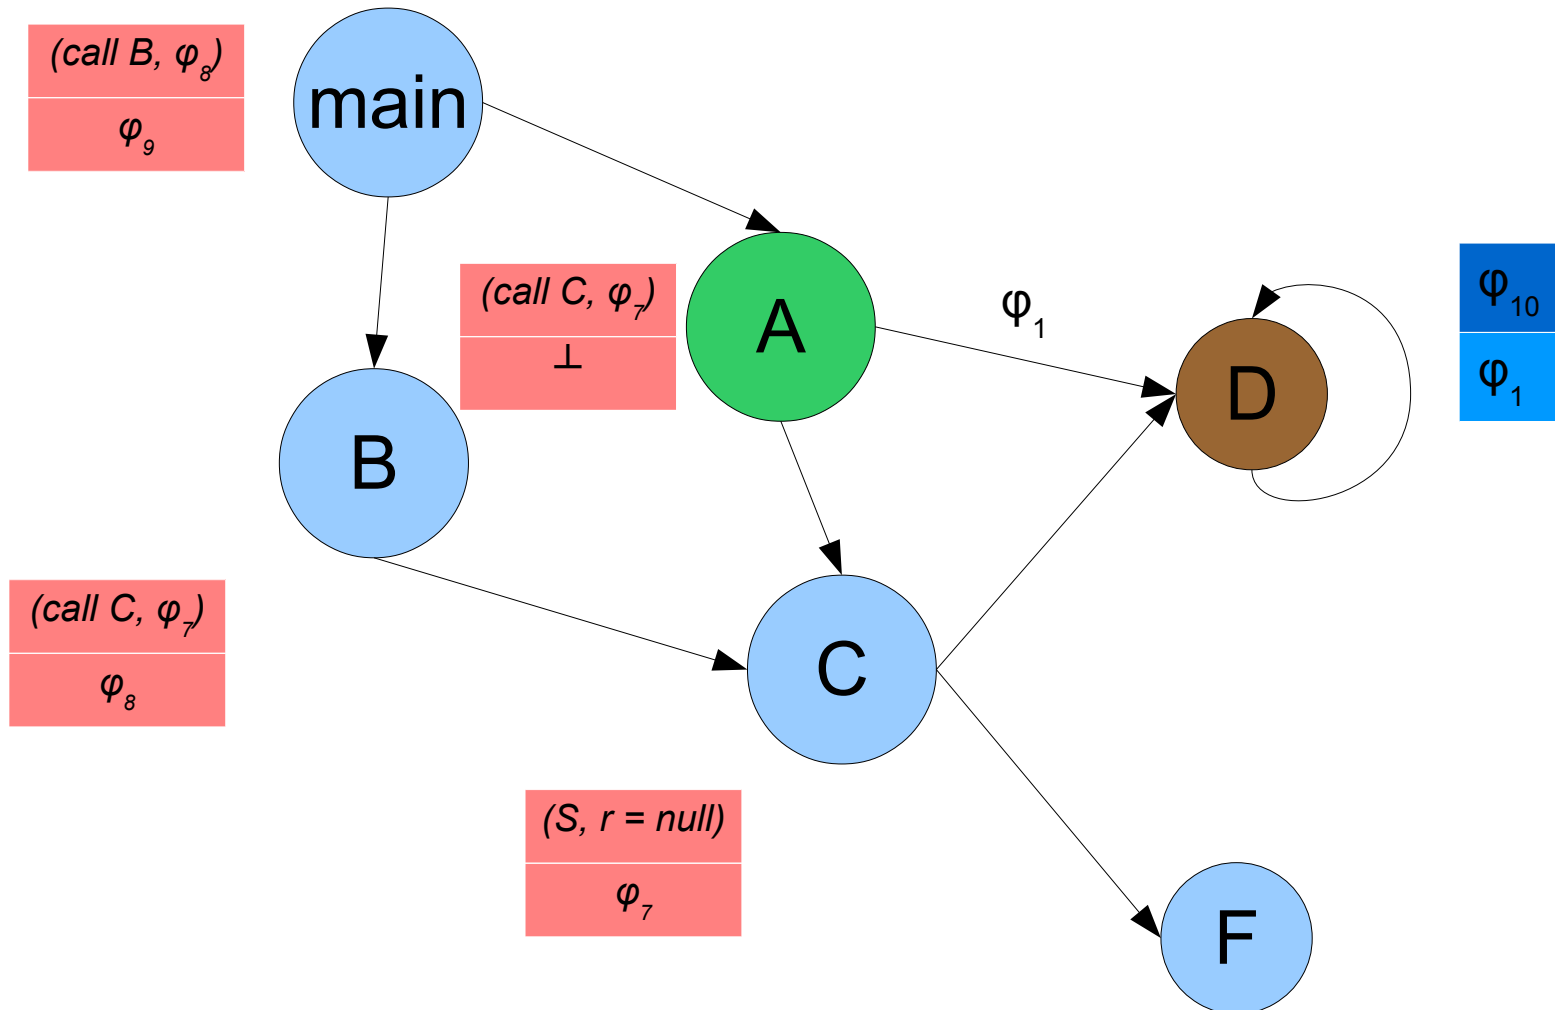 (call B, φ₈)
φ₉
main
(call C, φ₇)
⊥
A
φ₁
φ₁₀
φ₁
D
B
(call C, φ₇)
φ₈
C
(S, r = null)
φ₇
F